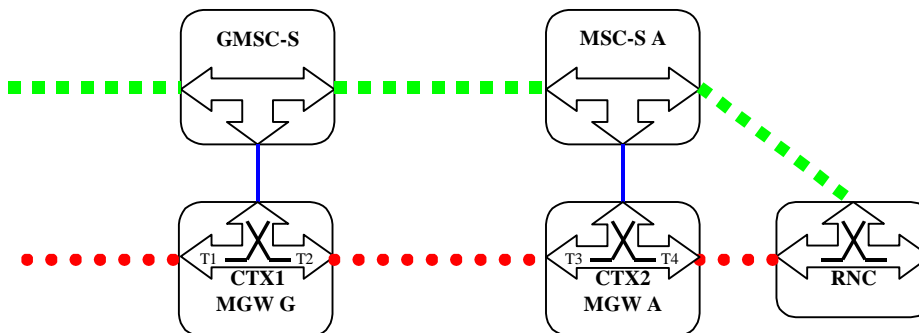 GMSC-S
MSC-S A
T1 T2
CTX1
MGW G
T3 T4
CTX2
MGW A
RNC